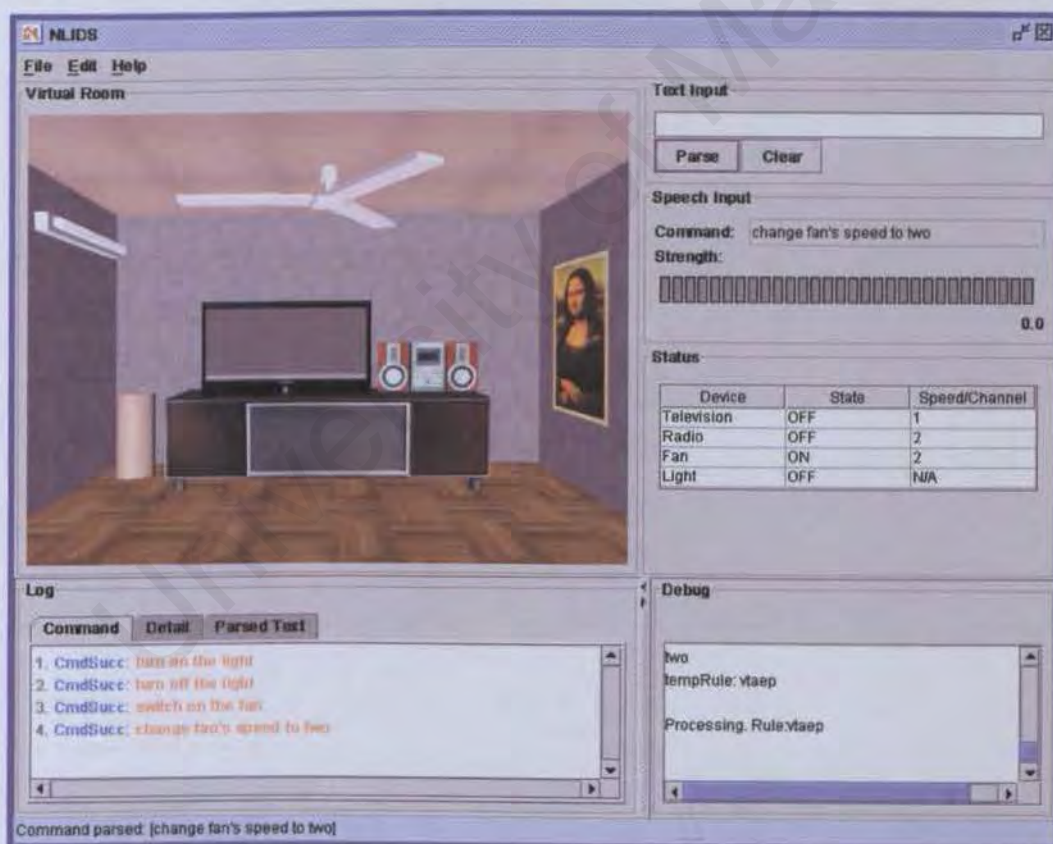 NLIDS
File Edit Help
Virtual Room
Text Input
Parse Clear
Speech Input
Command: change fan's speed to two
Strength:
0.0
Status
Device State Speed/Channel
Television OFF 1
Radio OFF 2
Fan ON 2
Light OFF N/A
Log
Command Detail Parsed Text
1. CmdSucc: turn on the light
2. CmdSucc: turn off the light
3. CmdSucc: switch on the fan
4. CmdSucc: change fan's speed to two
Debug
two
tempRule: vtaep
Processing. Rule:vtaep
Command parsed: [change fan's speed to two]
University of Ma